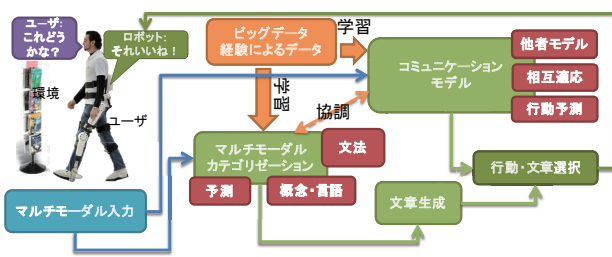 ユーザ:
これどう
かな?
ロボット:
それいいね!
環境
ユーザ
ビッグデータ
経験によるデータ
学習
学習
協調
コミュニケーション
モデル
他者モデル
相互適応
行動予測
マルチモーダル
カテゴリゼーション
文法
予測
概念・言語
マルチモーダル入力
文章生成
行動・文章選択